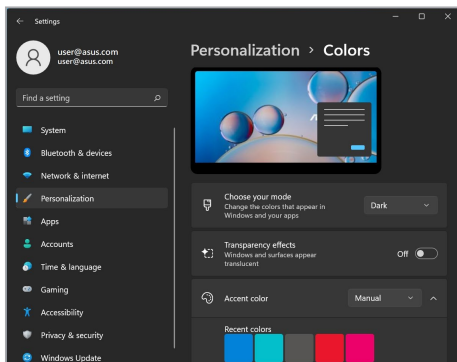 Settings
user@asus.com
user@asus.com
Find a setting
System
Bluetooth & devices
Network & internet
Personalization
Apps
Accounts
Time & language
Gaming
Accessibility
Privacy & security
Windows Update
Personalization > Colors
Choose your mode
Change the colors that appear in
Windows and your apps
Dark
Transparency effects
Windows and surfaces appear
translucent
Off
Accent color
Manual
Recent colors